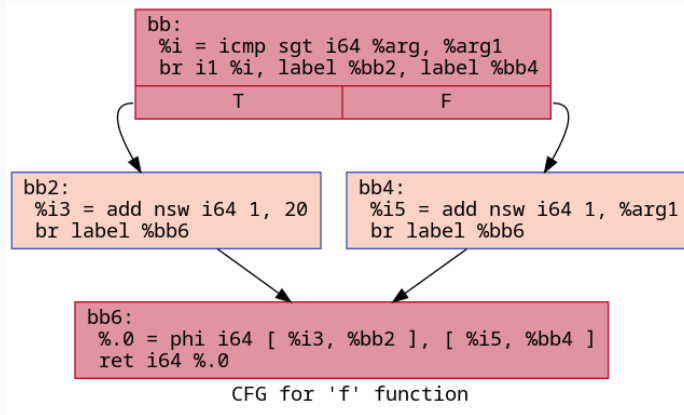 bb:
%i = icmp sgt i64 %arg, %arg1
br i1 %i, label %bb2, label %bb4
T
F
bb2:
%i3 = add nsw i64 1, 20
br label %bb6
bb4:
%i5 = add nsw i64 1, %arg1
br label %bb6
bb6:
%.0 = phi i64 [ %i3, %bb2 ], [ %i5, %bb4 ]
ret i64 %.0
CFG for 'f' function